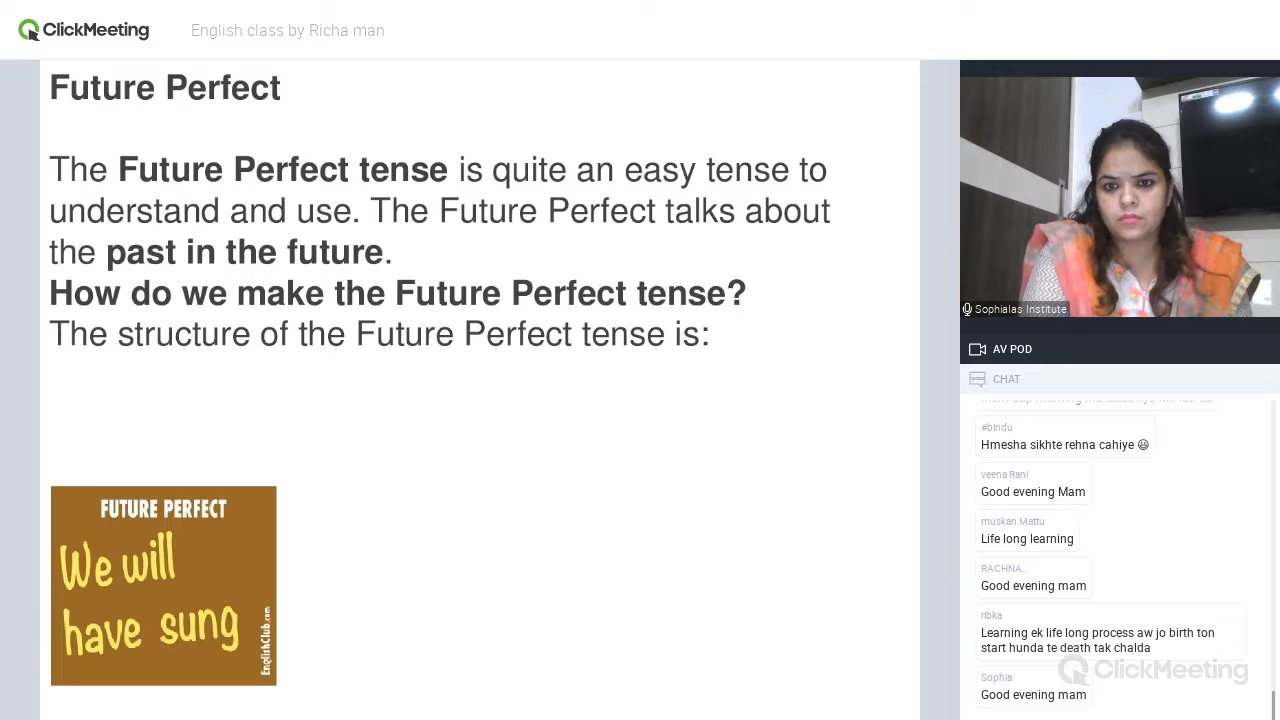 ClickMeeting
English class by Richa man
Future Perfect
The Future Perfect tense is quite an easy tense to
understand and use. The Future Perfect talks about
the past in the future.
How do we make the Future Perfect tense?
The structure of the Future Perfect tense is:
FUTURE PERFECT
We will
have sung
EnglishClub.com
Sophialas Institute
AV POD
CHAT
#bindu
Hmesha sikhte rehna cahiye 😃
veena Rani
Good evening Mam
muskan Mattu
Life long learning
RACHNA..
Good evening mam
ribka
Learning ek life long process aw jo birth ton
start hunda te death tak chalda
Sophia
Good evening mam
ClickMeeting